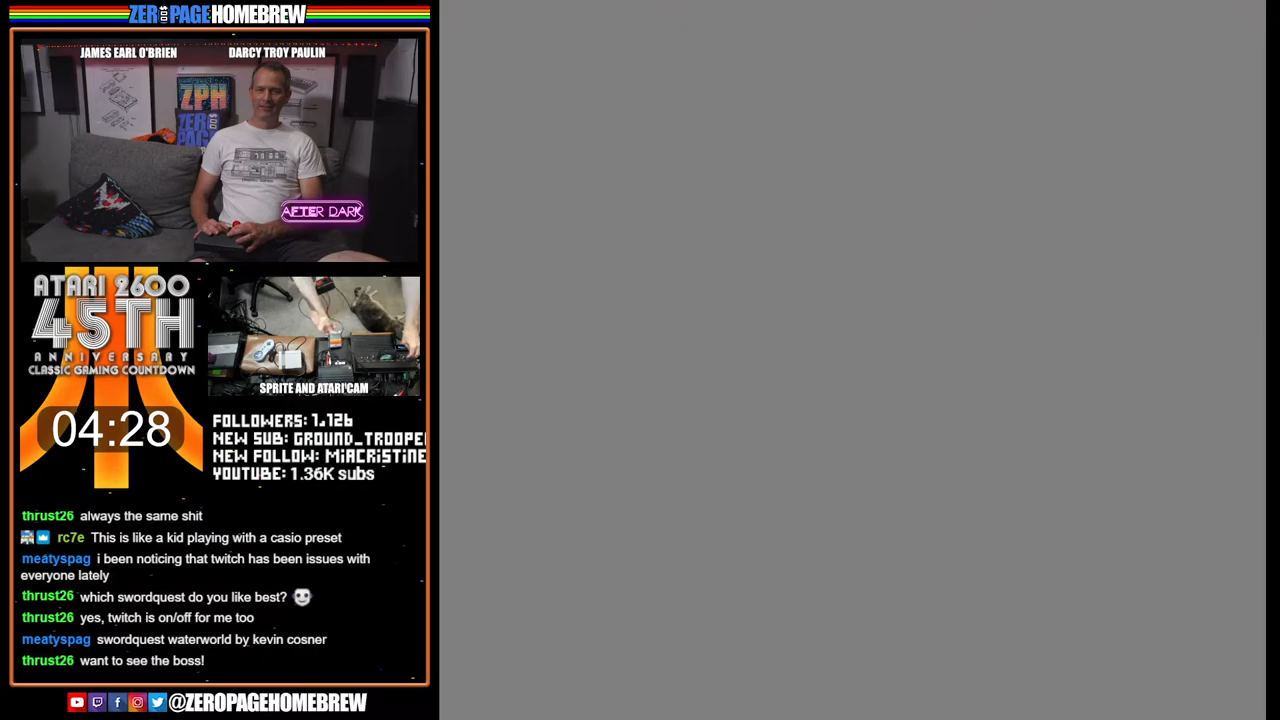 ZER PAGE HOMEBREW
JAMES EARL O'BRIEN DARCY TROY PAULIN
ZPH
ZERO
PAGE
AFTER DARK
ATARI 2600
45TH
ANNIVERSARY
CLASSIC GAMING COUNTDOWN
04:28
SPRITE AND ATARI CAM
FOLLOWERS: 1,126
NEW SUB: GROUND_TROOPE
NEW FOLLOW: MIACRISTINE
YOUTUBE: 1.36K subs
thrust26 always the same shit
rc7e This is like a kid playing with a casio preset
meatyspag i been noticing that twitch has been issues with
everyone lately
thrust26 which swordquest do you like best?
thrust26 yes, twitch is on/off for me too
meatyspag swordquest waterworld by kevin cosner
thrust26 want to see the boss!
@ZEROPAGEHOMEBREW